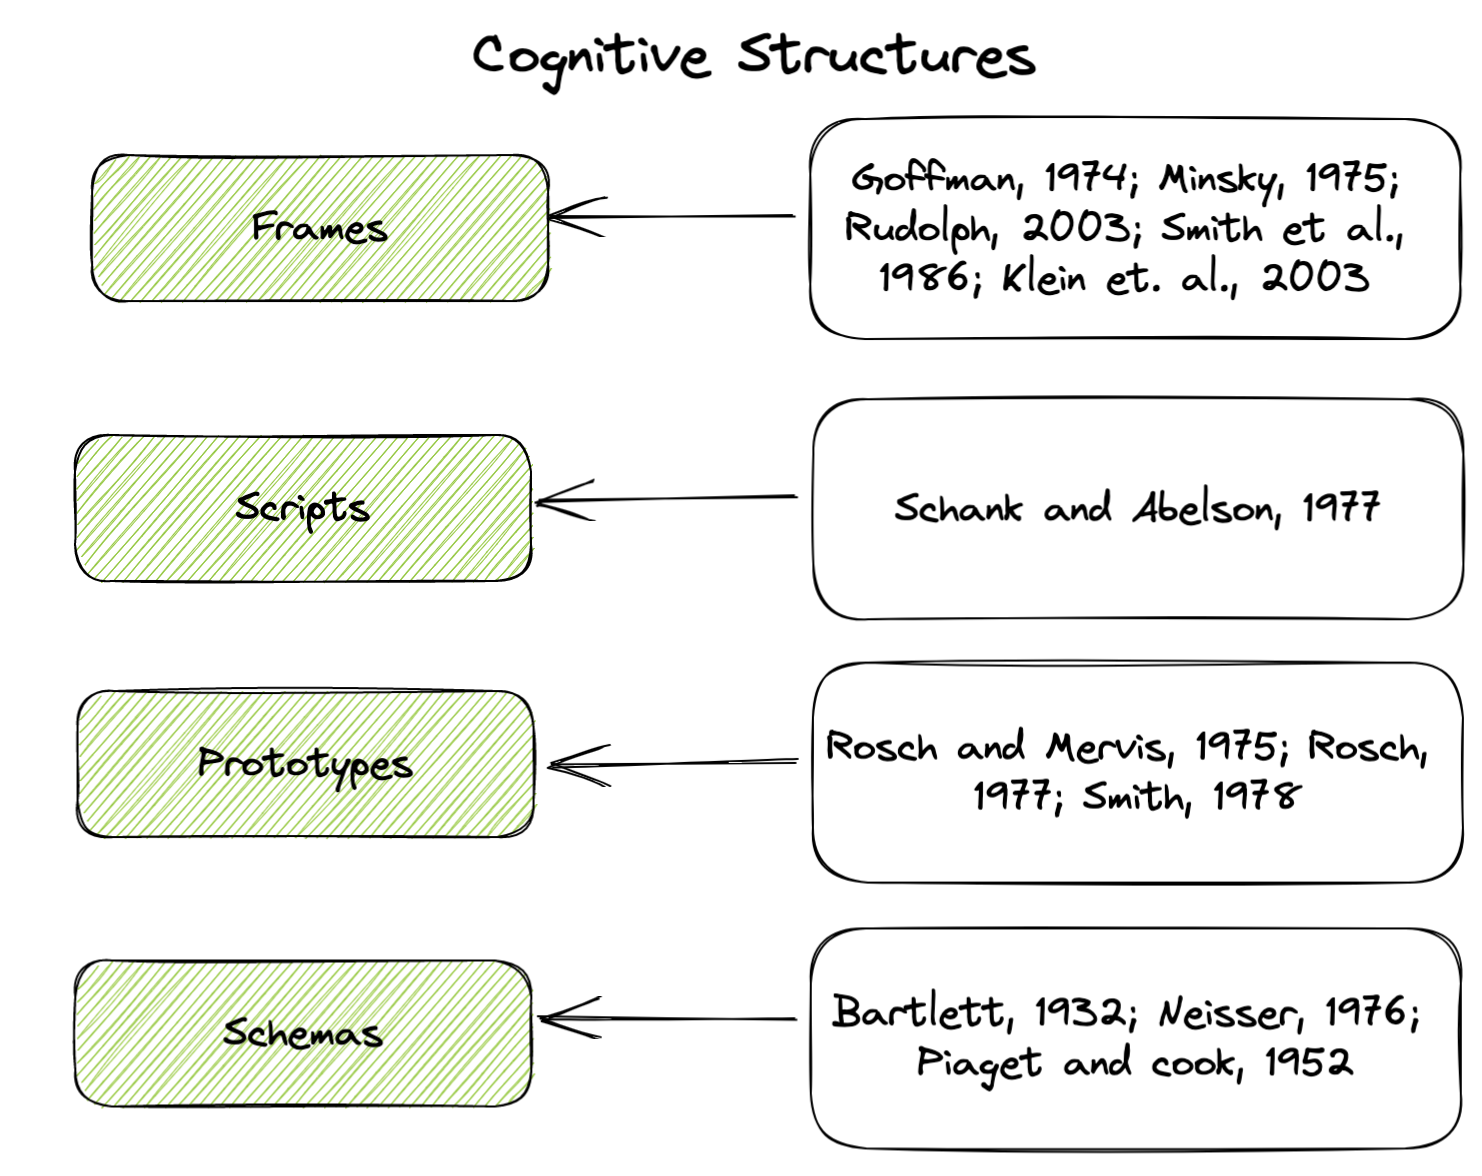 Cognitive Structures
Frames
Goffman, 1974; Minsky, 1975;
Rudolph, 2003; Smith et al.,
1986; Klein et. al., 2003
Scripts
Schank and Abelson, 1977
Prototypes
Rosch and Mervis, 1975; Rosch,
1977; Smith, 1978
Schemas
Bartlett, 1932; Neisser, 1976;
Piaget and cook, 1952